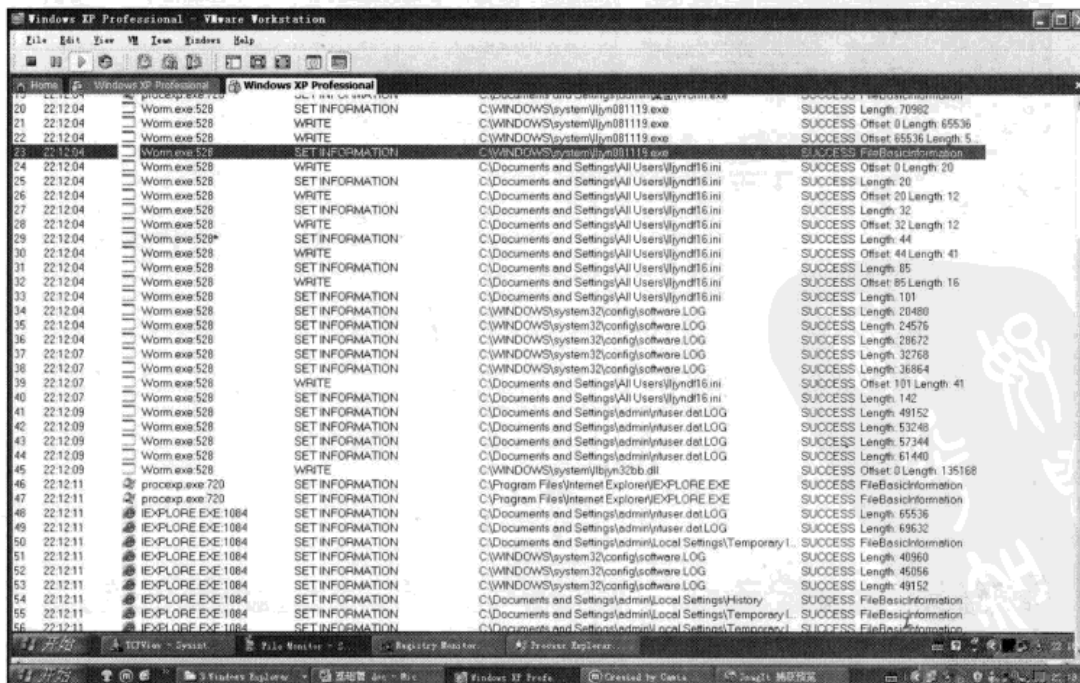 Windows XP Professional - VMware Workstation
File Edit View VM Team Windows Help
Home Windows XP Professional Windows XP Professional
20 22:12:04 Worm.exe:528 SET INFORMATION C:\WINDOWS\system\lljyn081119.exe SUCCESS Length: 70982
21 22:12:04 Worm.exe:528 WRITE C:\WINDOWS\system\lljyn081119.exe SUCCESS Offset: 0 Length: 65536
22 22:12:04 Worm.exe:528 WRITE C:\WINDOWS\system\lljyn081119.exe SUCCESS Offset: 65536 Length: 5...
23 22:12:04 Worm.exe:528 SET INFORMATION C:\WINDOWS\system\lljyn081119.exe SUCCESS FileBasicInformation
24 22:12:04 Worm.exe:528 WRITE C:\Documents and Settings\All Users\lljyndf16.ini SUCCESS Offset: 0 Length: 20
25 22:12:04 Worm.exe:528 SET INFORMATION C:\Documents and Settings\All Users\lljyndf16.ini SUCCESS Length: 20
26 22:12:04 Worm.exe:528 WRITE C:\Documents and Settings\All Users\lljyndf16.ini SUCCESS Offset: 20 Length: 12
27 22:12:04 Worm.exe:528 SET INFORMATION C:\Documents and Settings\All Users\lljyndf16.ini SUCCESS Length: 32
28 22:12:04 Worm.exe:528 WRITE C:\Documents and Settings\All Users\lljyndf16.ini SUCCESS Offset: 32 Length: 12
29 22:12:04 Worm.exe:528 SET INFORMATION C:\Documents and Settings\All Users\lljyndf16.ini SUCCESS Length: 44
30 22:12:04 Worm.exe:528 WRITE C:\Documents and Settings\All Users\lljyndf16.ini SUCCESS Offset: 44 Length: 41
31 22:12:04 Worm.exe:528 SET INFORMATION C:\Documents and Settings\All Users\lljyndf16.ini SUCCESS Length: 85
32 22:12:04 Worm.exe:528 WRITE C:\Documents and Settings\All Users\lljyndf16.ini SUCCESS Offset: 85 Length: 16
33 22:12:04 Worm.exe:528 SET INFORMATION C:\Documents and Settings\All Users\lljyndf16.ini SUCCESS Length: 101
34 22:12:04 Worm.exe:528 SET INFORMATION C:\WINDOWS\system32\config\software.LOG SUCCESS Length: 20480
35 22:12:04 Worm.exe:528 SET INFORMATION C:\WINDOWS\system32\config\software.LOG SUCCESS Length: 24576
36 22:12:04 Worm.exe:528 SET INFORMATION C:\WINDOWS\system32\config\software.LOG SUCCESS Length: 28672
37 22:12:07 Worm.exe:528 SET INFORMATION C:\WINDOWS\system32\config\software.LOG SUCCESS Length: 32768
38 22:12:07 Worm.exe:528 SET INFORMATION C:\WINDOWS\system32\config\software.LOG SUCCESS Length: 36864
39 22:12:07 Worm.exe:528 WRITE C:\Documents and Settings\All Users\lljyndf16.ini SUCCESS Offset: 101 Length: 41
40 22:12:07 Worm.exe:528 SET INFORMATION C:\Documents and Settings\All Users\lljyndf16.ini SUCCESS Length: 142
41 22:12:09 Worm.exe:528 SET INFORMATION C:\Documents and Settings\admin\ntuser.dat.LOG SUCCESS Length: 49152
42 22:12:09 Worm.exe:528 SET INFORMATION C:\Documents and Settings\admin\ntuser.dat.LOG SUCCESS Length: 53248
43 22:12:09 Worm.exe:528 SET INFORMATION C:\Documents and Settings\admin\ntuser.dat.LOG SUCCESS Length: 57344
44 22:12:09 Worm.exe:528 SET INFORMATION C:\Documents and Settings\admin\ntuser.dat.LOG SUCCESS Length: 61440
45 22:12:09 Worm.exe:528 WRITE C:\WINDOWS\system\llbjyn32bb.dll SUCCESS Offset: 0 Length: 135168
46 22:12:11 procexp.exe:720 SET INFORMATION C:\Program Files\Internet Explorer\IEXPLORE.EXE SUCCESS FileBasicInformation
47 22:12:11 procexp.exe:720 SET INFORMATION C:\Program Files\Internet Explorer\IEXPLORE.EXE SUCCESS FileBasicInformation
48 22:12:11 IEXPLORE.EXE:1084 SET INFORMATION C:\Documents and Settings\admin\ntuser.dat.LOG SUCCESS Length: 65536
49 22:12:11 IEXPLORE.EXE:1084 SET INFORMATION C:\Documents and Settings\admin\ntuser.dat.LOG SUCCESS Length: 69632
50 22:12:11 IEXPLORE.EXE:1084 SET INFORMATION C:\Documents and Settings\admin\Local Settings\Temporary I... SUCCESS FileBasicInformation
51 22:12:11 IEXPLORE.EXE:1084 SET INFORMATION C:\WINDOWS\system32\config\software.LOG SUCCESS Length: 40960
52 22:12:11 IEXPLORE.EXE:1084 SET INFORMATION C:\WINDOWS\system32\config\software.LOG SUCCESS Length: 45056
53 22:12:11 IEXPLORE.EXE:1084 SET INFORMATION C:\WINDOWS\system32\config\software.LOG SUCCESS Length: 49152
54 22:12:11 IEXPLORE.EXE:1084 SET INFORMATION C:\Documents and Settings\admin\Local Settings\History SUCCESS FileBasicInformation
55 22:12:11 IEXPLORE.EXE:1084 SET INFORMATION C:\Documents and Settings\admin\Local Settings\Temporary I... SUCCESS FileBasicInformation
56 22:12:11 IEXPLORE.EXE:1084 SET INFORMATION C:\Documents and Settings\admin\Local Settings\Temporary I... SUCCESS FileBasicInformation
开始 TCPView - Sysint... File Monitor - S... Registry Monitor... Process Explorer...
开始 3 Windows Explorer Windows XP Profe... Created by Camta...